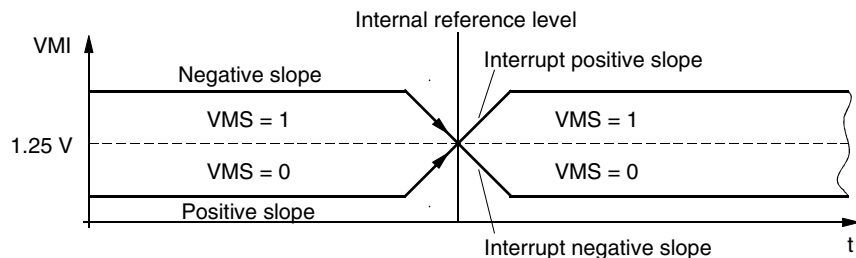 Internal reference level
VMI
Negative slope
Interrupt positive slope
VMS = 1
VMS = 1
1.25 V
VMS = 0
VMS = 0
Positive slope
Interrupt negative slope
t